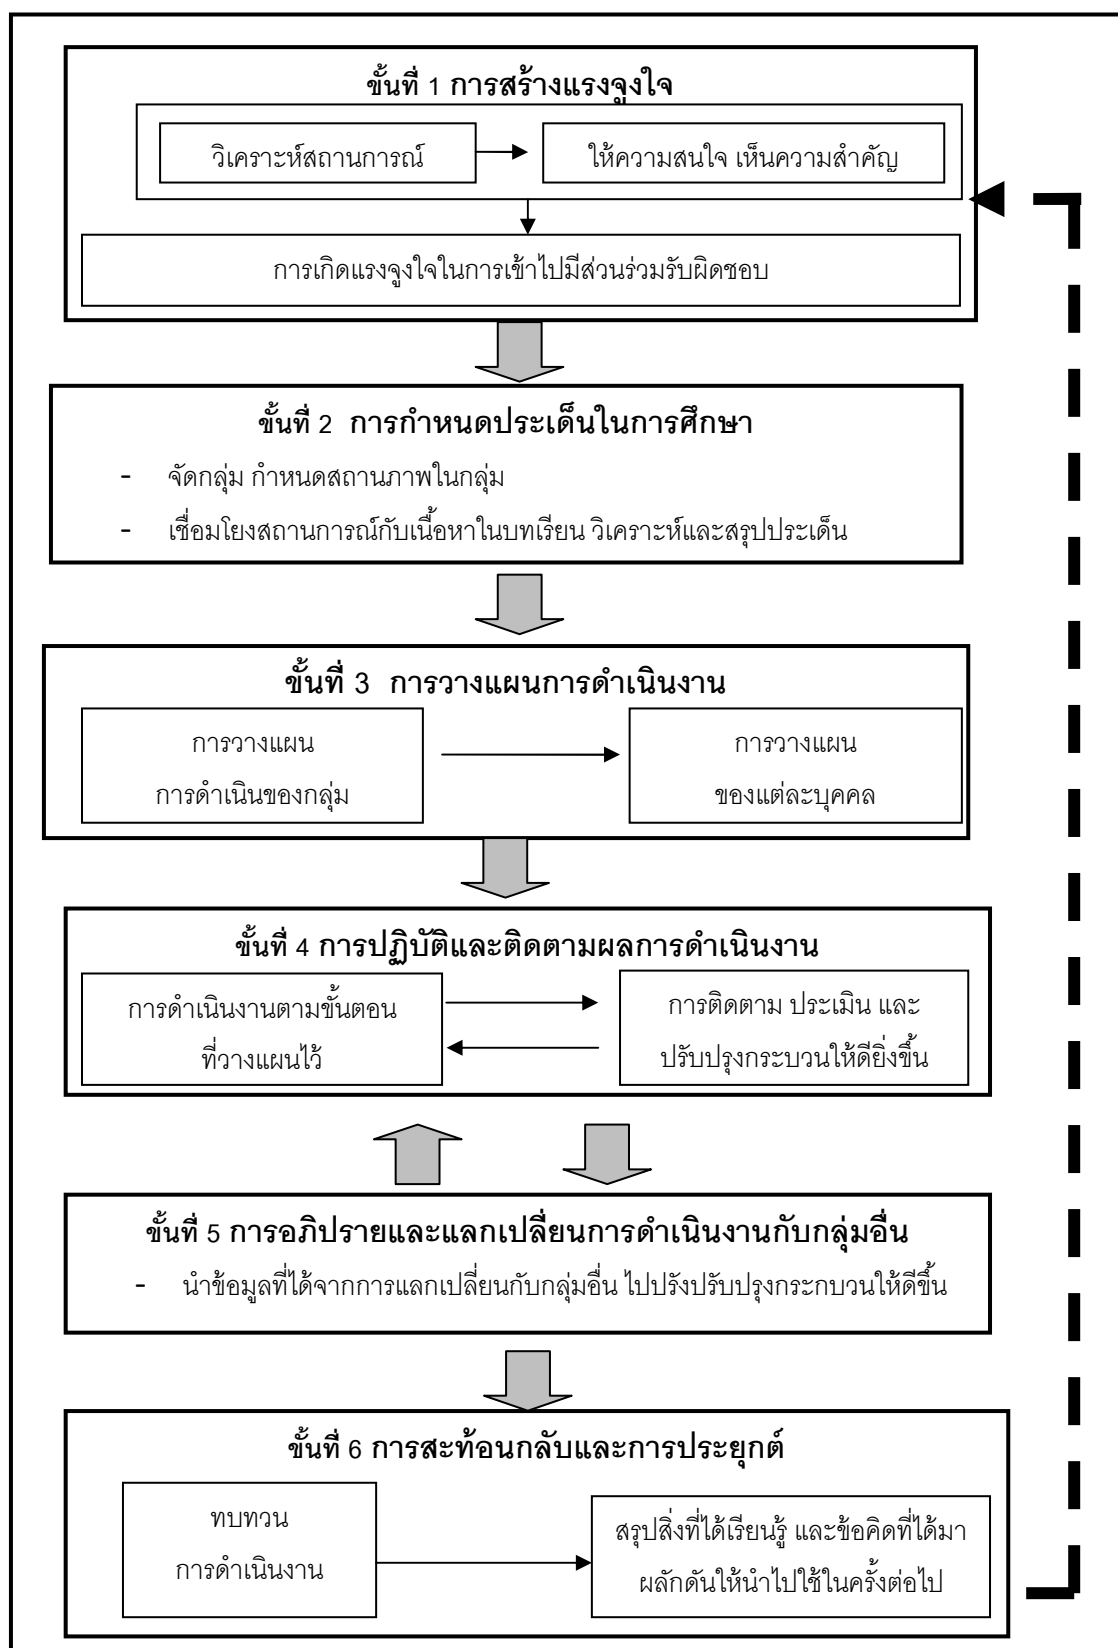 ขั้นที่ 1 การสร้างแรงจูงใจ
วิเคราะห์สถานการณ์
ให้ความสนใจ เห็นความสำคัญ
การเกิดแรงจูงใจในการเข้าไปมีส่วนร่วมรับผิดชอบ
ขั้นที่ 2 การกำหนดประเด็นในการศึกษา
- จัดกลุ่ม กำหนดสถานภาพในกลุ่ม
- เชื่อมโยงสถานการณ์กับเนื้อหาในบทเรียน วิเคราะห์และสรุปประเด็น
ขั้นที่ 3 การวางแผนการดำเนินงาน
การวางแผน
การดำเนินของกลุ่ม
การวางแผน
ของแต่ละบุคคล
ขั้นที่ 4 การปฏิบัติและติดตามผลการดำเนินงาน
การดำเนินงานตามขั้นตอน
ที่วางแผนไว้
การติดตาม ประเมิน และ
ปรับปรุงกระบวนให้ดียิ่งขึ้น
ขั้นที่ 5 การอภิปรายและแลกเปลี่ยนการดำเนินงานกับกลุ่มอื่น
- นำข้อมูลที่ได้จากการแลกเปลี่ยนกับกลุ่มอื่น ไปปรังปรับปรุงกระกบวนให้ดีขึ้น
ขั้นที่ 6 การสะท้อนกลับและการประยุกต์
ทบทวน
การดำเนินงาน
สรุปสิ่งที่ได้เรียนรู้ และข้อคิดที่ได้มา
ผลักดันให้นำไปใช้ในครั้งต่อไป